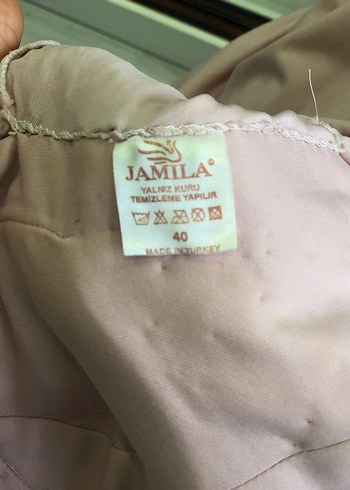 JAMILA®
YALNIZ KURU
TEMİZLEME YAPILIR
40
MADE IN TURKEY